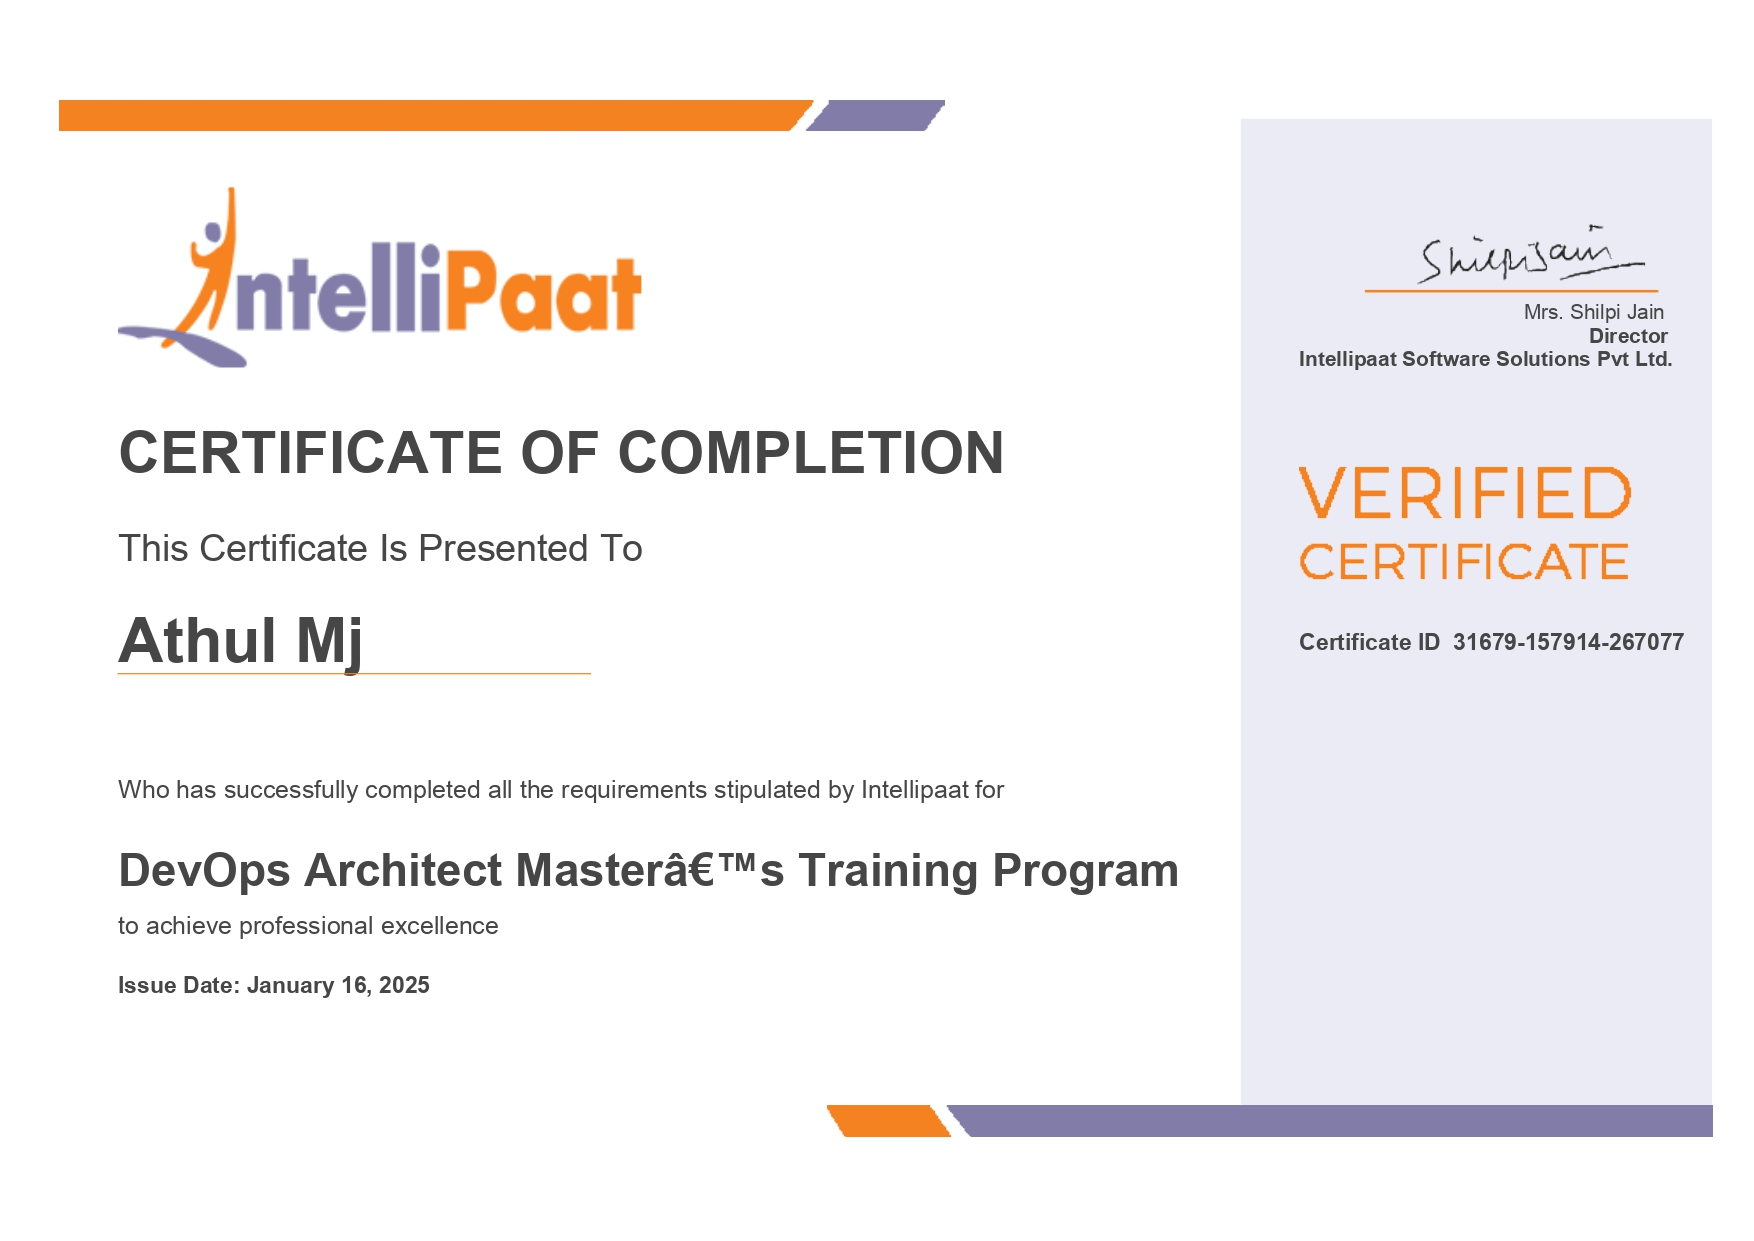 IntelliPaat
CERTIFICATE OF COMPLETION
This Certificate Is Presented To
Athul Mj
Who has successfully completed all the requirements stipulated by Intellipaat for
DevOps Architect Masterâ€™s Training Program
to achieve professional excellence
Issue Date: January 16, 2025
Shilpi Jain
Mrs. Shilpi Jain
Director
Intellipaat Software Solutions Pvt Ltd.
VERIFIED
CERTIFICATE
Certificate ID 31679-157914-267077